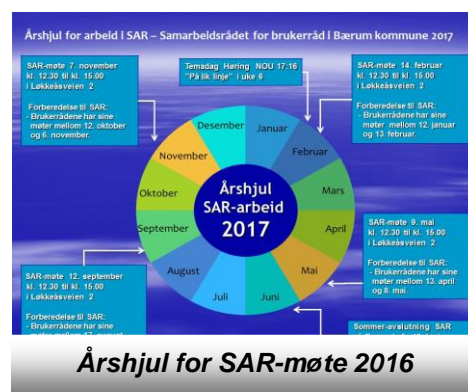 Årshjul for arbeid i SAR – Samarbeidsrådet for brukerråd i Bærum kommune 2017
SAR-møte 7. november
kl. 12.30 til kl. 15.00
i Løkkeåsveien 2
Forberedelse til SAR:
- Brukerrådene har sine
møter mellom 12. oktober
og 6. november.
Temadag Høring NOU 17:16
"På lik linje" i uke 6
SAR-møte 14. februar
kl. 12.30 til kl. 15.00
i Løkkeåsveien 2
Forberedelse til SAR:
- Brukerrådene har sine
møter mellom 12. januar
og 13. februar.
Desember
Januar
Februar
November
Mars
Oktober
April
September
Mai
August
Juni
Juli
Årshjul
SAR-arbeid
2017
SAR-møte 9. mai
kl. 12.30 til kl. 15.00
i Løkkeåsveien 2
Forberedelse til SAR:
- Brukerrådene har sine
møter mellom 13. april
og 8. mai.
SAR-møte 12. september
kl. 12.30 til kl. 15.00
i Løkkeåsveien 2
Forberedelse til SAR:
- Brukerrådene har sine
Sommer-avslutning SAR
Årshjul for SAR-møte 2016